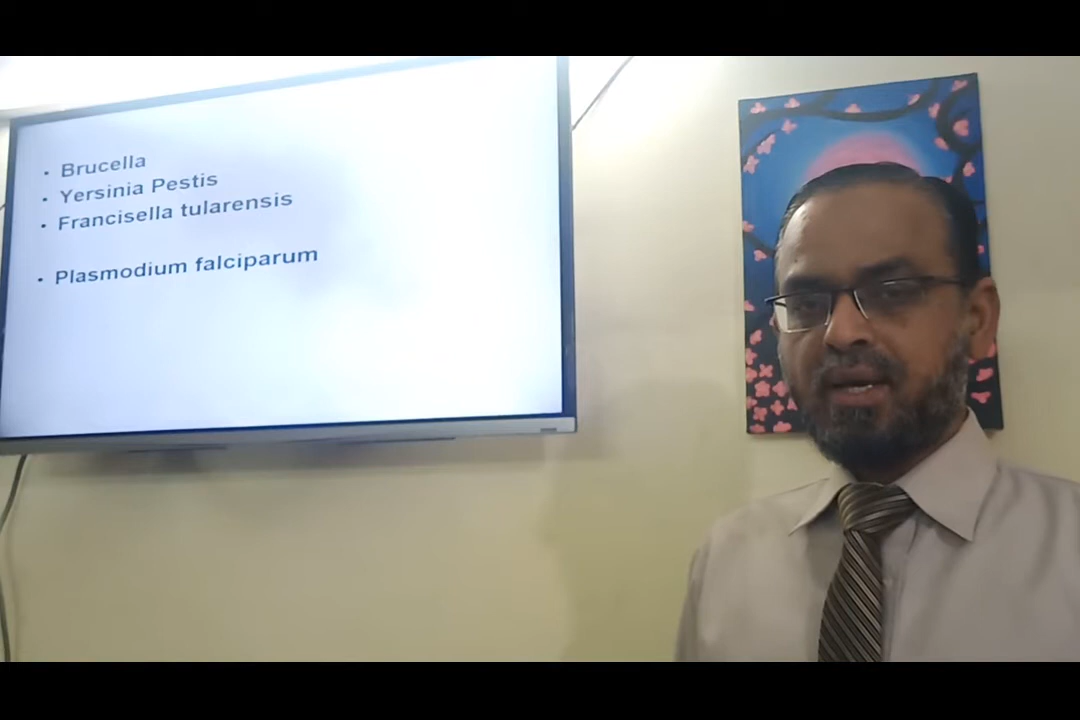 • Brucella
• Yersinia Pestis
• Francisella tularensis
• Plasmodium falciparum